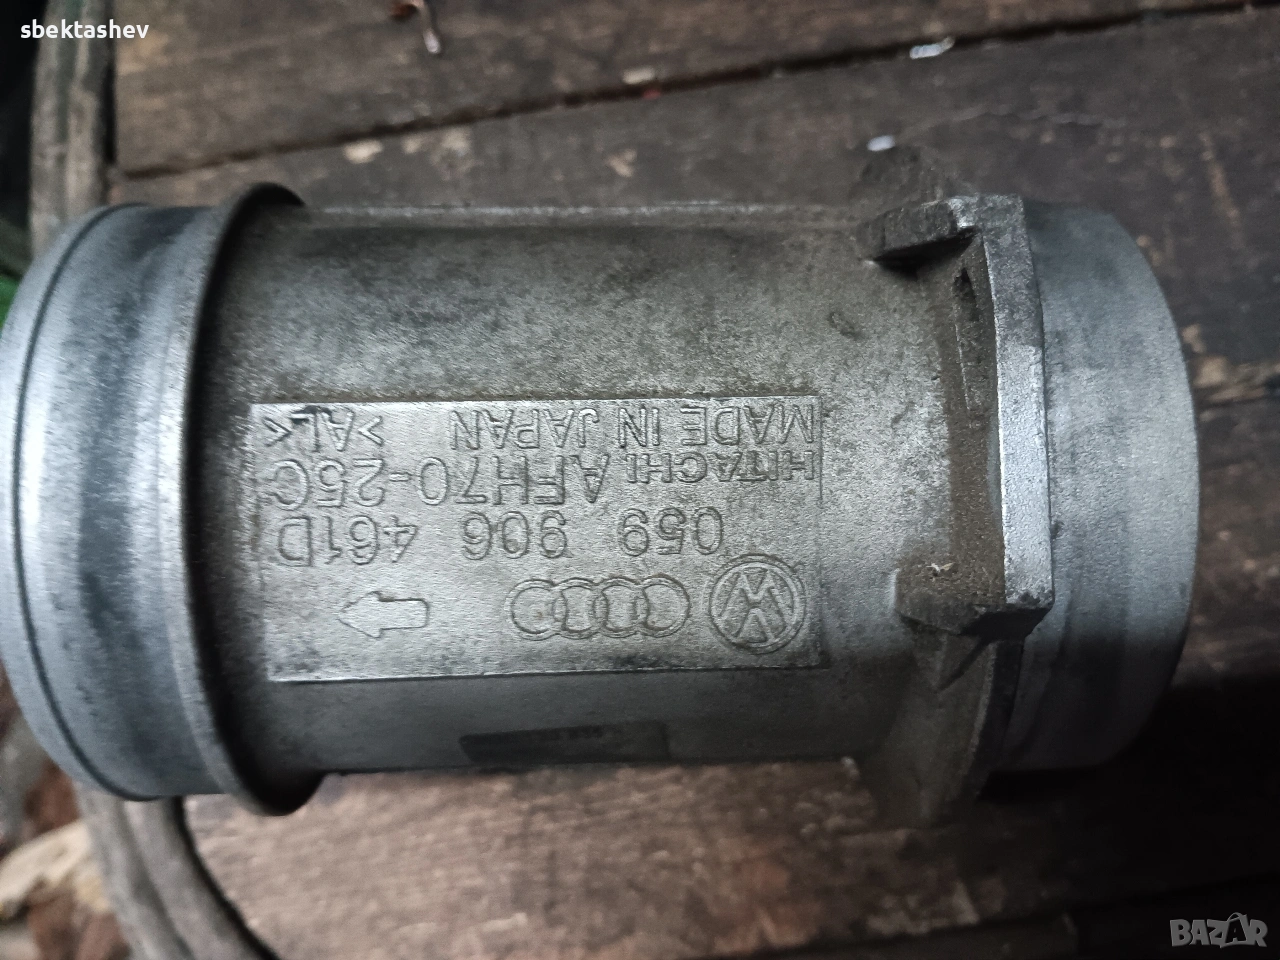 sbektashev
059 906 461D
HITACHI AFH70-25C
MADE IN JAPAN >AL<
BAZAR